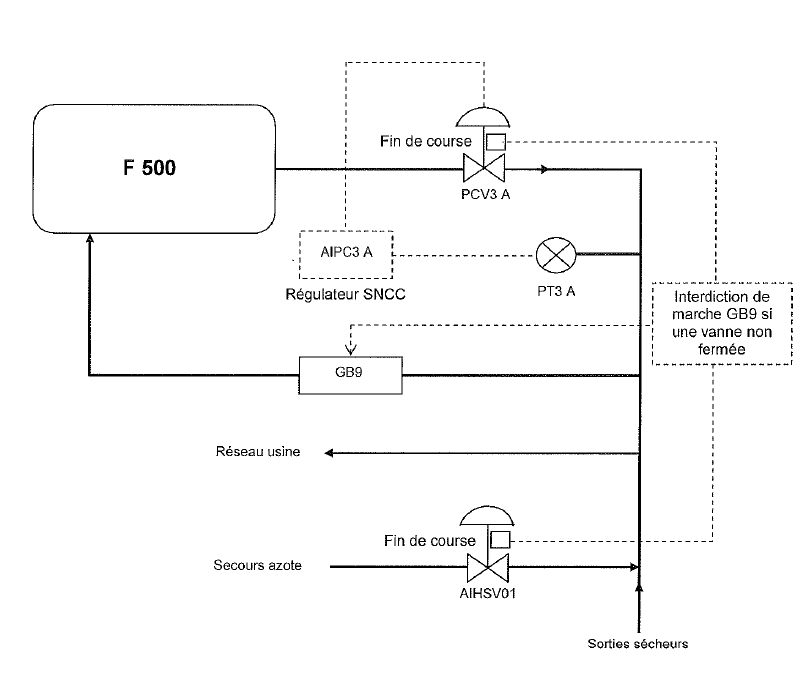 Fin de course
F 500
PCV3 A
AIPC3 A
Régulateur SNCC
PT3 A
Interdiction de
marche GB9 si
une vanne non
fermée
GB9
Réseau usine
Fin de course
Secours azote
AIHSV01
Sorties sécheurs